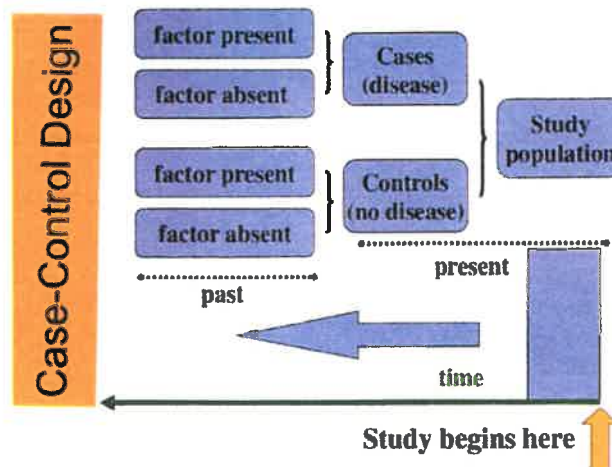 Case-Control Design
factor present
factor absent
Cases
(disease)
Study
population
factor present
factor absent
Controls
(no disease)
past
present
time
Study begins here